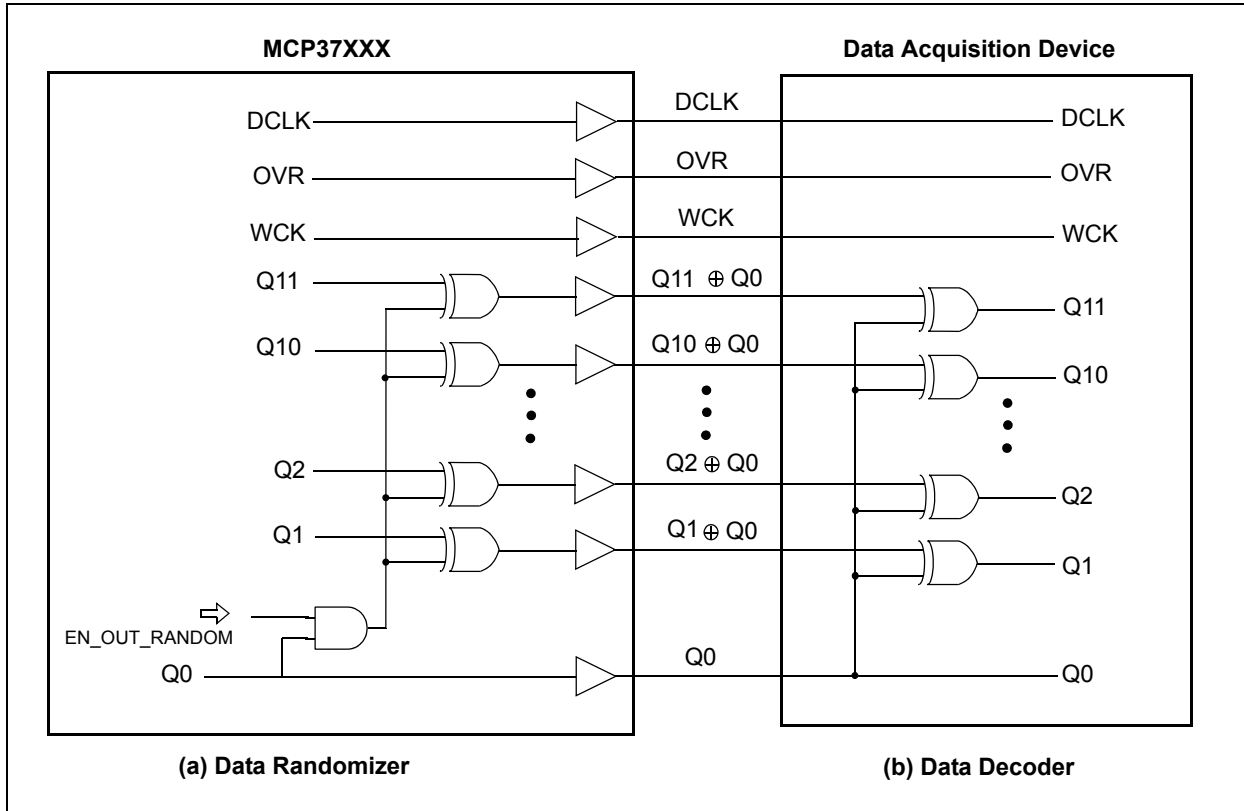 MCP37XXX
Data Acquisition Device
DCLK
DCLK
DCLK
OVR
OVR
OVR
WCK
WCK
WCK
Q11
Q11 ⊕ Q0
Q11
Q10
Q10 ⊕ Q0
Q10
Q2
Q2 ⊕ Q0
Q2
Q1
Q1 ⊕ Q0
Q1
EN_OUT_RANDOM
Q0
Q0
Q0
(a) Data Randomizer
(b) Data Decoder